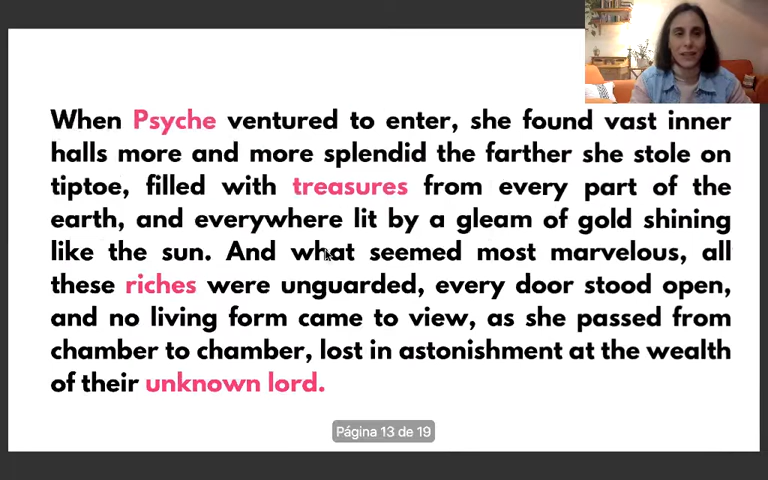 When Psyche ventured to enter, she found vast inner
halls more and more splendid the farther she stole on
tiptoe, filled with treasures from every part of the
earth, and everywhere lit by a gleam of gold shining
like the sun. And what seemed most marvelous, all
these riches were unguarded, every door stood open,
and no living form came to view, as she passed from
chamber to chamber, lost in astonishment at the wealth
of their unknown lord.
Página 13 de 19